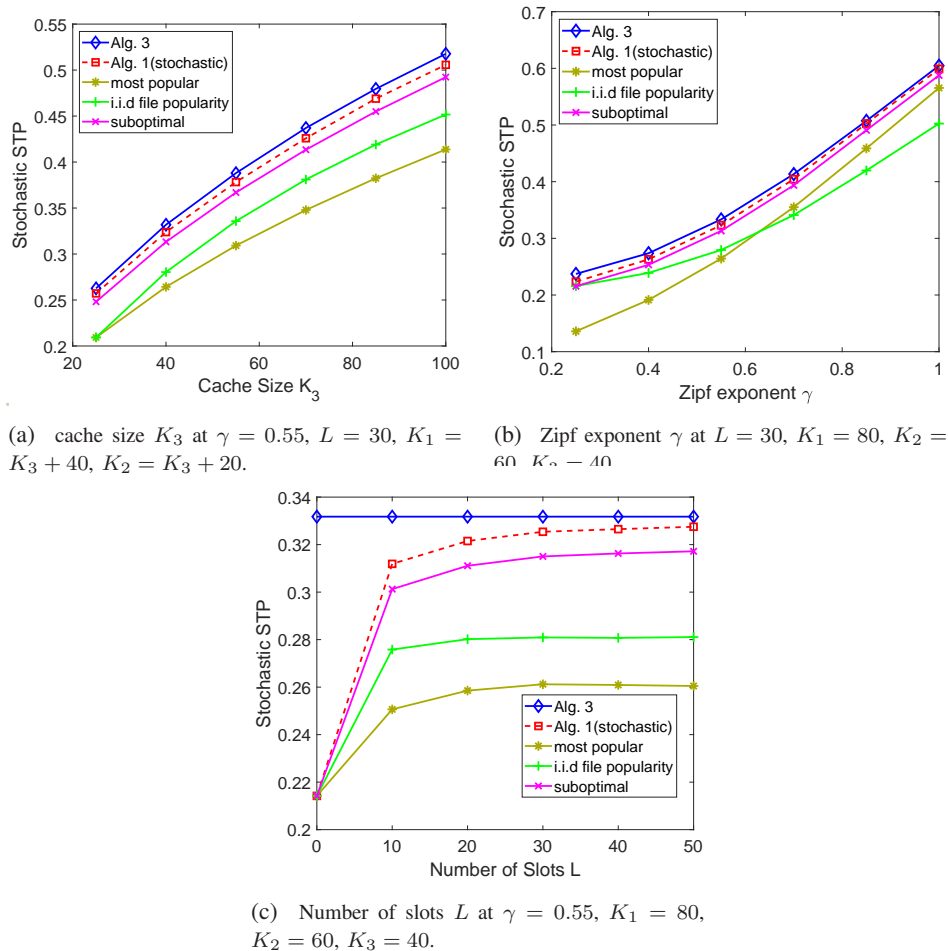 0.55
0.5
0.45
0.4
0.35
0.3
0.25
0.2
Stochastic STP
Alg. 3
Alg. 1(stochastic)
most popular
i.i.d file popularity
suboptimal
20 40 60 80 100
Cache Size K3
(a) cache size K3 at γ = 0.55, L = 30, K1 =
K3 + 40, K2 = K3 + 20.
0.7
0.6
0.5
0.4
0.3
0.2
0.1
Stochastic STP
Alg. 3
Alg. 1(stochastic)
most popular
i.i.d file popularity
suboptimal
0.2 0.4 0.6 0.8 1
Zipf exponent γ
(b) Zipf exponent γ at L = 30, K1 = 80, K2 =
60, K3 = 40
0.34
0.32
0.3
0.28
0.26
0.24
0.22
0.2
Stochastic STP
Alg. 3
Alg. 1(stochastic)
most popular
i.i.d file popularity
suboptimal
0 10 20 30 40 50
Number of Slots L
(c) Number of slots L at γ = 0.55, K1 = 80,
K2 = 60, K3 = 40.